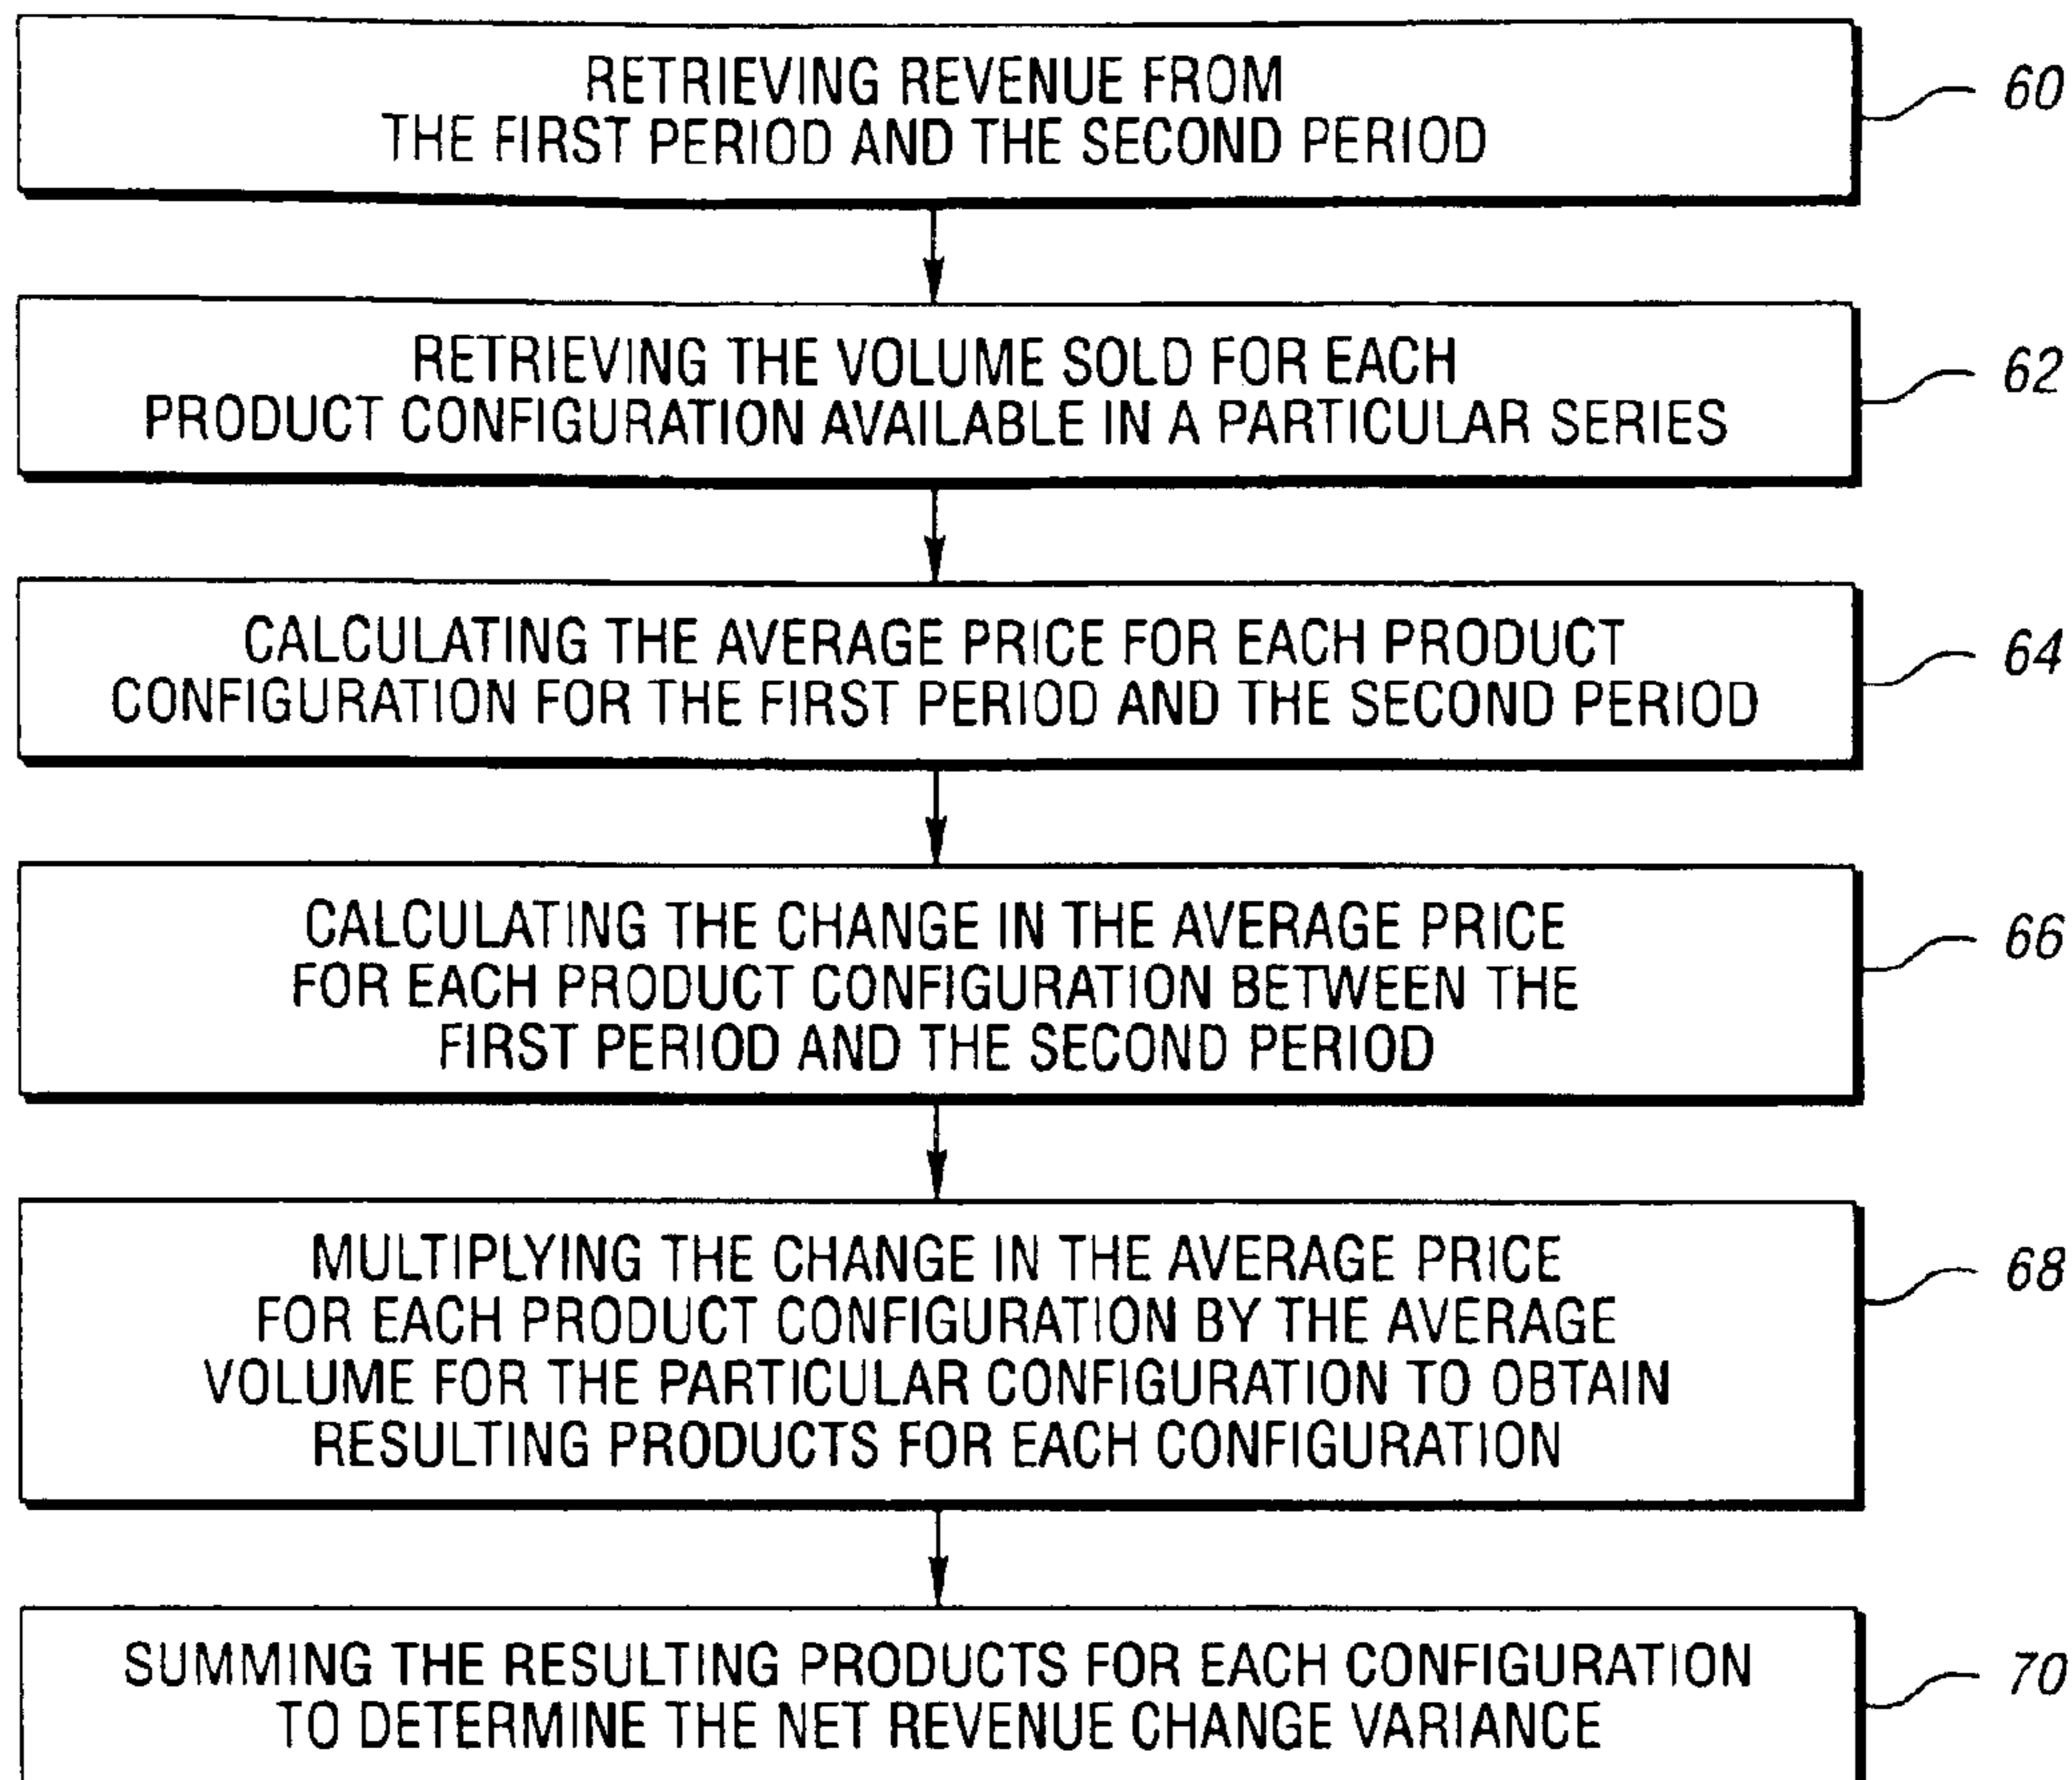 RETRIEVING REVENUE FROM
THE FIRST PERIOD AND THE SECOND PERIOD
60
RETRIEVING THE VOLUME SOLD FOR EACH
PRODUCT CONFIGURATION AVAILABLE IN A PARTICULAR SERIES
62
CALCULATING THE AVERAGE PRICE FOR EACH PRODUCT
CONFIGURATION FOR THE FIRST PERIOD AND THE SECOND PERIOD
64
CALCULATING THE CHANGE IN THE AVERAGE PRICE
FOR EACH PRODUCT CONFIGURATION BETWEEN THE
FIRST PERIOD AND THE SECOND PERIOD
66
MULTIPLYING THE CHANGE IN THE AVERAGE PRICE
FOR EACH PRODUCT CONFIGURATION BY THE AVERAGE
VOLUME FOR THE PARTICULAR CONFIGURATION TO OBTAIN
RESULTING PRODUCTS FOR EACH CONFIGURATION
68
SUMMING THE RESULTING PRODUCTS FOR EACH CONFIGURATION
TO DETERMINE THE NET REVENUE CHANGE VARIANCE
70